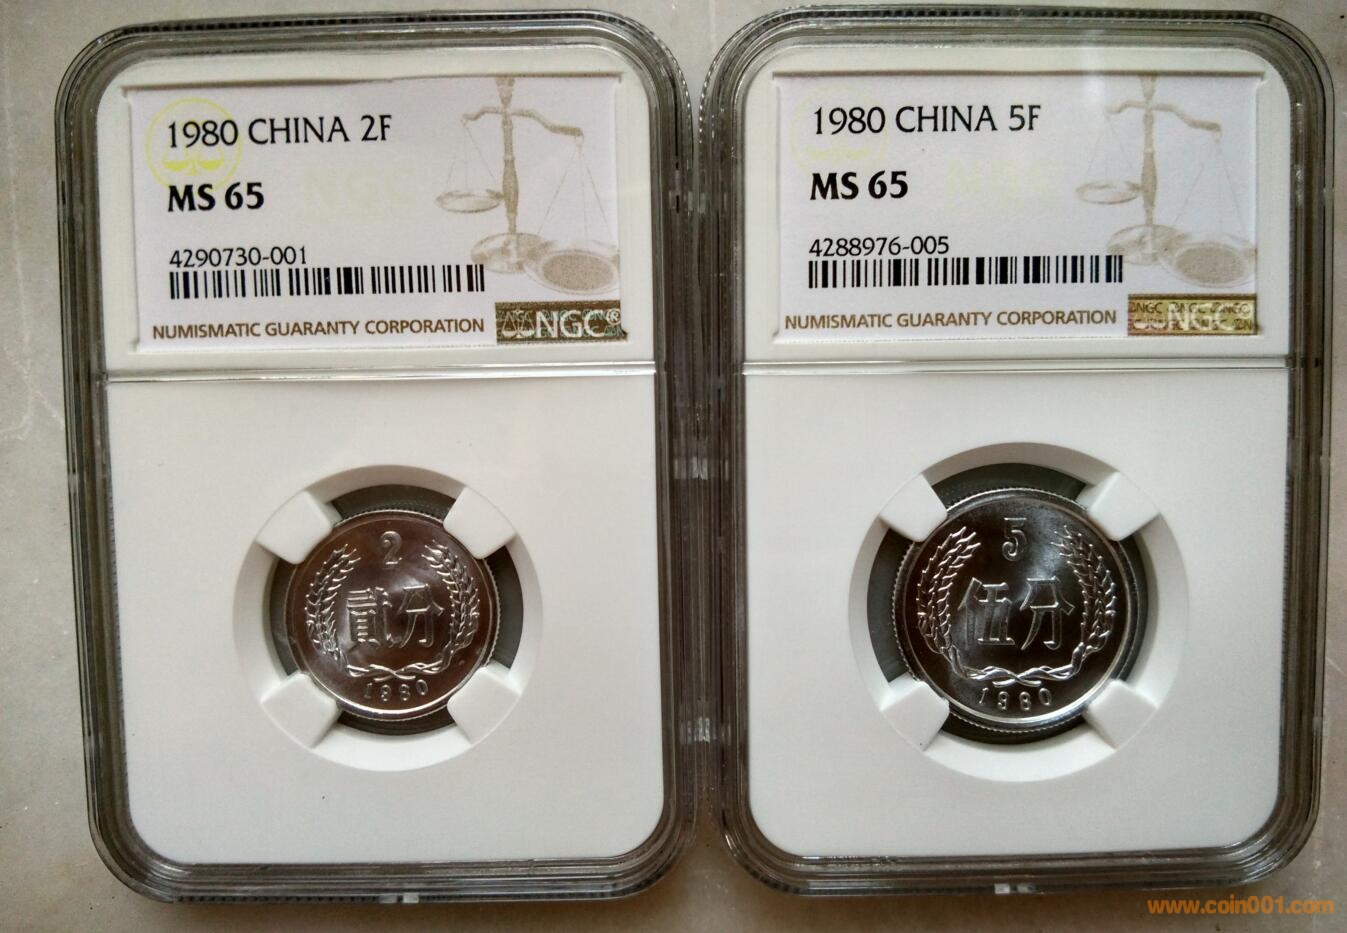 1980 CHINA 2F
MS 65
4290730-001
NUMISMATIC GUARANTY CORPORATION
NGC®
2
貳分
1980
1980 CHINA 5F
MS 65
4288976-005
NUMISMATIC GUARANTY CORPORATION
NGC
5
伍分
1980
www.coin001.com